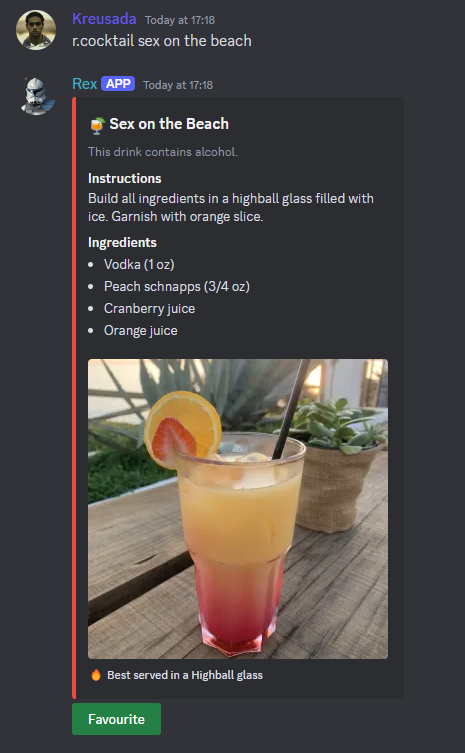 Kreusada Today at 17:18
r.cocktail sex on the beach
Rex APP Today at 17:18
Sex on the Beach
This drink contains alcohol.
Instructions
Build all ingredients in a highball glass filled with
ice. Garnish with orange slice.
Ingredients
• Vodka (1 oz)
• Peach schnapps (3/4 oz)
• Cranberry juice
• Orange juice
Best served in a Highball glass
Favourite